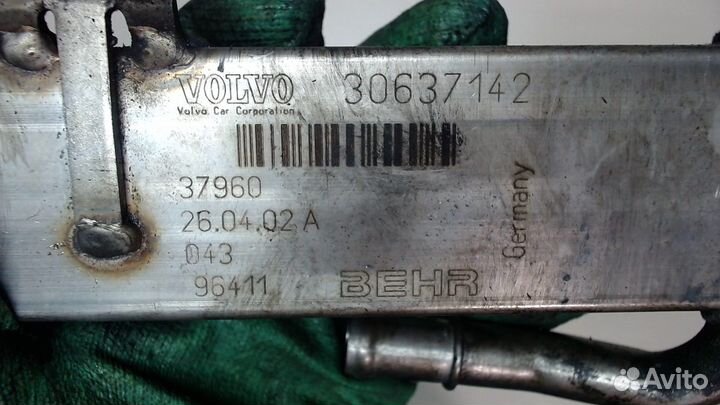 VOLVO 30637142
Volvo Car Corporation
37960
26.04.02 A
043
96411 BEHR
Germany
Avito